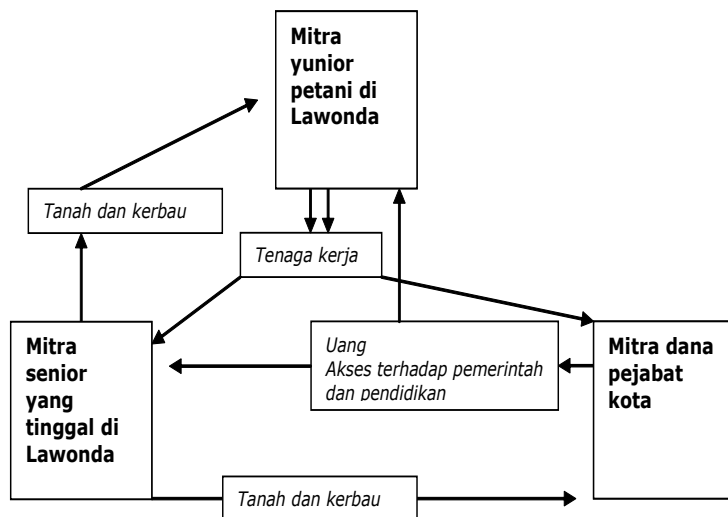 Mitra
yunior
petani di
Lawonda
Tanah dan kerbau
Tenaga kerja
Mitra
senior
yang
tinggal di
Lawonda
Uang
Akses terhadap pemerintah
dan pendidikan
Mitra dana
pejabat
kota
Tanah dan kerbau